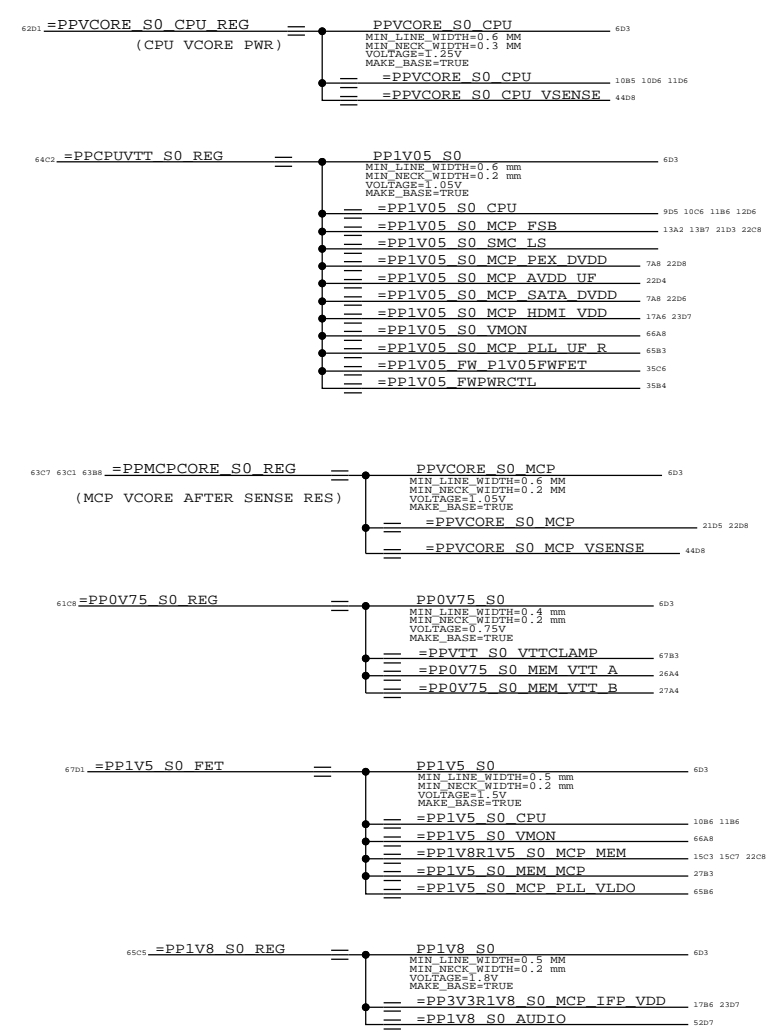 62D1 =PPVCORE_S0_CPU_REG PPVCORE_S0_CPU 6D3
(CPU VCORE PWR)
MIN_LINE_WIDTH=0.6 MM
MIN_NECK_WIDTH=0.3 MM
VOLTAGE=1.25V
MAKE_BASE=TRUE
=PPVCORE_S0_CPU 10B5 10D6 11D6
=PPVCORE_S0_CPU_VSENSE 44D8
64C2 =PPCPUVTT_S0_REG PP1V05_S0 6D3
MIN_LINE_WIDTH=0.6 mm
MIN_NECK_WIDTH=0.2 mm
VOLTAGE=1.05V
MAKE_BASE=TRUE
=PP1V05_S0_CPU 9D5 10C6 11B6 12D6
=PP1V05_S0_MCP_FSB 13A2 13B7 21D3 22C8
=PP1V05_S0_SMC_LS
=PP1V05_S0_MCP_PEX_DVDD 7A8 22D8
=PP1V05_S0_MCP_AVDD_UF 22D4
=PP1V05_S0_MCP_SATA_DVDD 7A8 22D6
=PP1V05_S0_MCP_HDMI_VDD 17A6 23D7
=PP1V05_S0_VMON 66A8
=PP1V05_S0_MCP_PLL_UF_R 65B3
=PP1V05_FW_P1V05FWFET 35C6
=PP1V05_FWPWRCTL 35B4
63C7 63C1 63B8 =PPMCPCORE_S0_REG PPVCORE_S0_MCP 6D3
(MCP VCORE AFTER SENSE RES)
MIN_LINE_WIDTH=0.6 MM
MIN_NECK_WIDTH=0.2 MM
VOLTAGE=1.05V
MAKE_BASE=TRUE
=PPVCORE_S0_MCP 21D5 22D8
=PPVCORE_S0_MCP_VSENSE 44D8
61C8 =PP0V75_S0_REG PP0V75_S0 6D3
MIN_LINE_WIDTH=0.4 mm
MIN_NECK_WIDTH=0.2 mm
VOLTAGE=0.75V
MAKE_BASE=TRUE
=PPVTT_S0_VTTCLAMP 67B3
=PP0V75_S0_MEM_VTT_A 26A4
=PP0V75_S0_MEM_VTT_B 27A4
67D1 =PP1V5_S0_FET PP1V5_S0 6D3
MIN_LINE_WIDTH=0.5 mm
MIN_NECK_WIDTH=0.2 mm
VOLTAGE=1.5V
MAKE_BASE=TRUE
=PP1V5_S0_CPU 10B6 11B6
=PP1V5_S0_VMON 66A8
=PP1V8R1V5_S0_MCP_MEM 15C3 15C7 22C8
=PP1V5_S0_MEM_MCP 27B3
=PP1V5_S0_MCP_PLL_VLDO 65B6
65C5 =PP1V8_S0_REG PP1V8_S0 6D3
MIN_LINE_WIDTH=0.5 MM
MIN_NECK_WIDTH=0.2 mm
VOLTAGE=1.8V
MAKE_BASE=TRUE
=PP3V3R1V8_S0_MCP_IFP_VDD 17B6 23D7
=PP1V8_S0_AUDIO 52D7